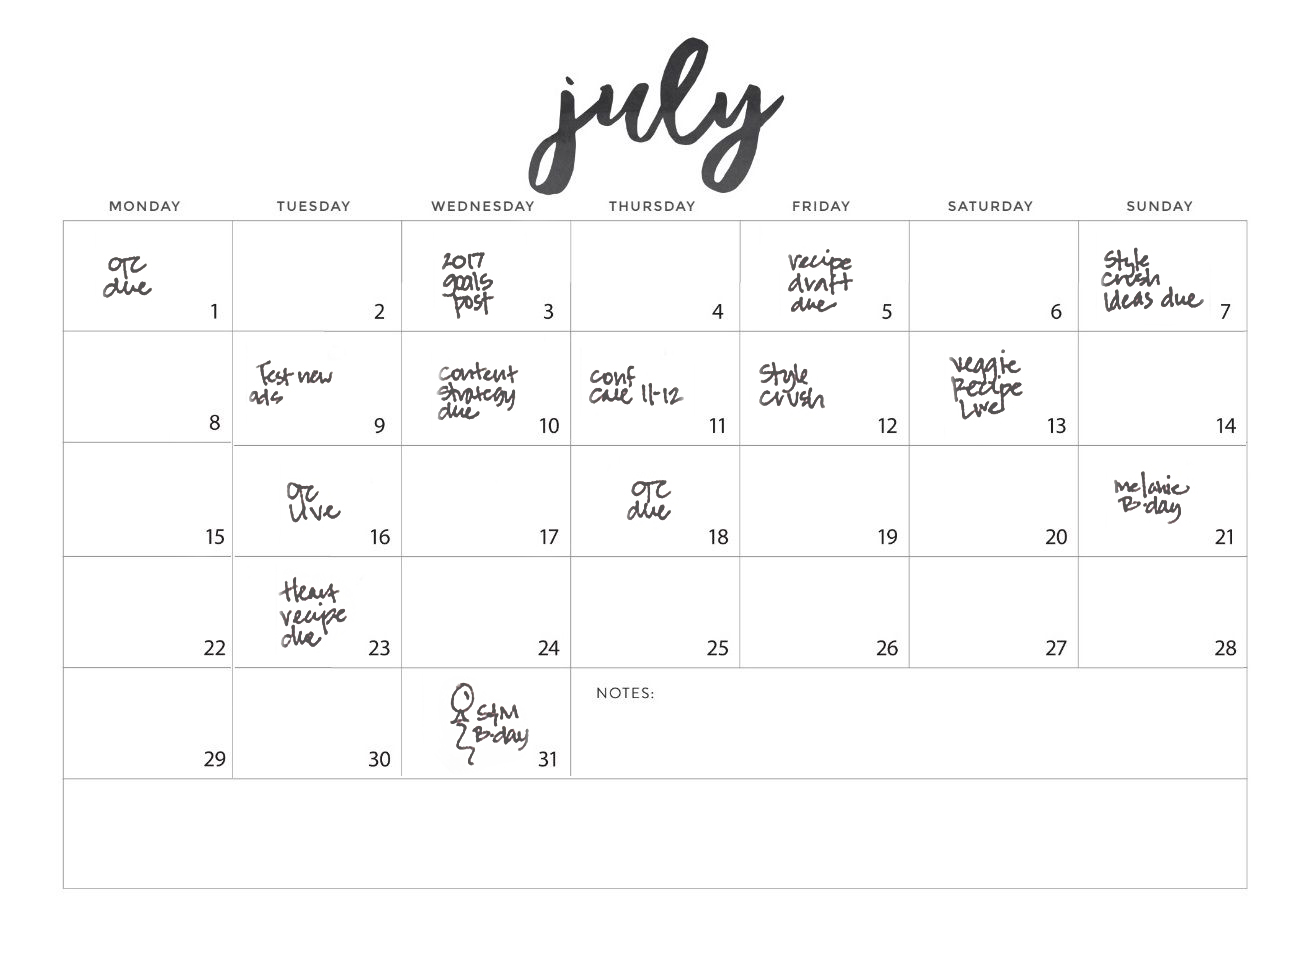 july
MONDAY TUESDAY WEDNESDAY THURSDAY FRIDAY SATURDAY SUNDAY
OTC
due
1
2
2017
goals
post
3
4
recipe
draft
due
5
6
Style
crush
Ideas due
7
8
Test new
ads
9
content
strategy
due
10
conf
call 11-12
11
Style
crush
12
veggie
Recipe
Live
13
14
15
OTC
Live
16
17
OTC
due
18
19
20
Melanie
B-day
21
22
Heart
recipe
due
23
24
25
26
27
28
29
30
S+M
B-day
31
NOTES: